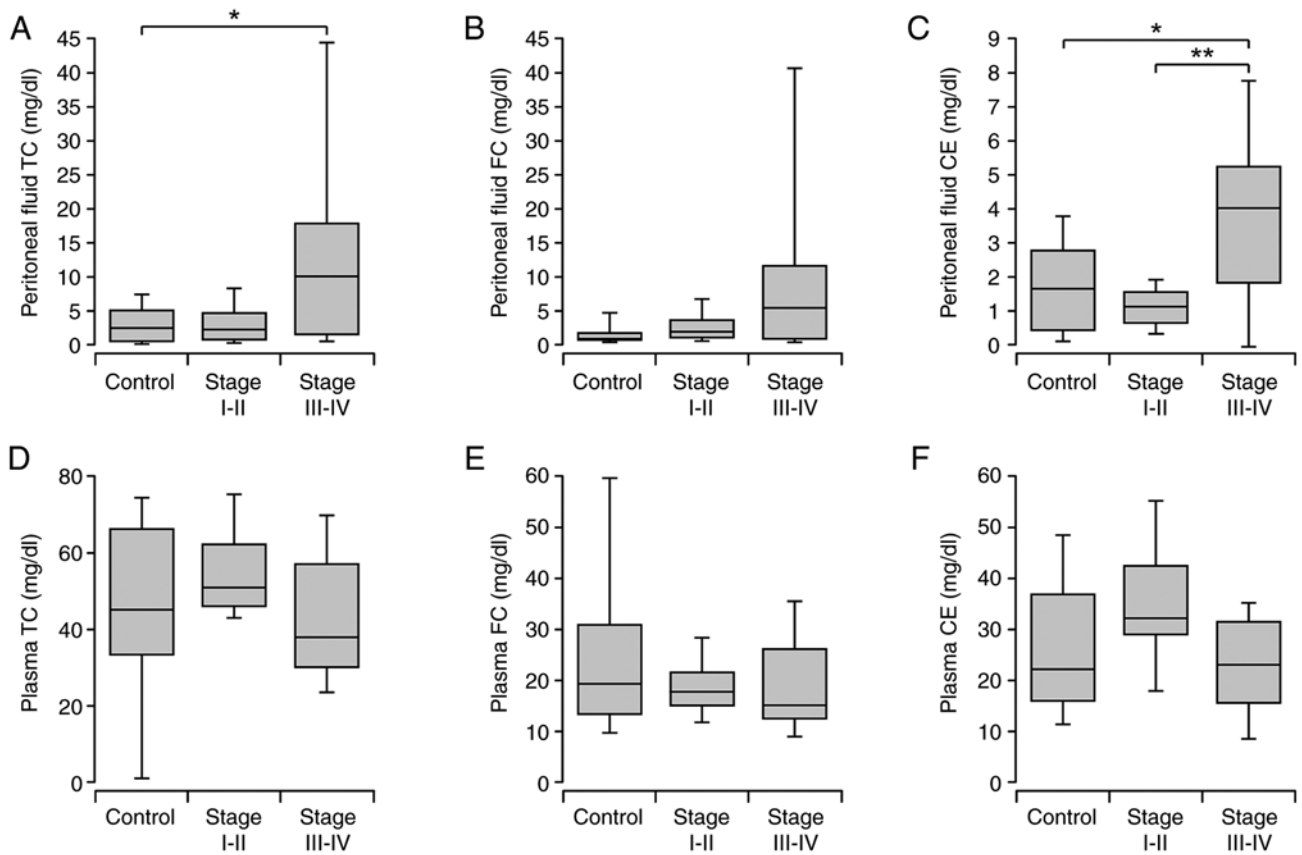 A
*
Peritoneal fluid TC (mg/dl)
45
40
35
30
25
20
15
10
5
0
Control
Stage
I-II
Stage
III-IV
B
Peritoneal fluid FC (mg/dl)
45
40
35
30
25
20
15
10
5
0
Control
Stage
I-II
Stage
III-IV
C
*
**
Peritoneal fluid CE (mg/dl)
9
8
7
6
5
4
3
2
1
0
Control
Stage
I-II
Stage
III-IV
D
Plasma TC (mg/dl)
80
60
40
20
0
Control
Stage
I-II
Stage
III-IV
E
Plasma FC (mg/dl)
60
50
40
30
20
10
0
Control
Stage
I-II
Stage
III-IV
F
Plasma CE (mg/dl)
60
50
40
30
20
10
0
Control
Stage
I-II
Stage
III-IV